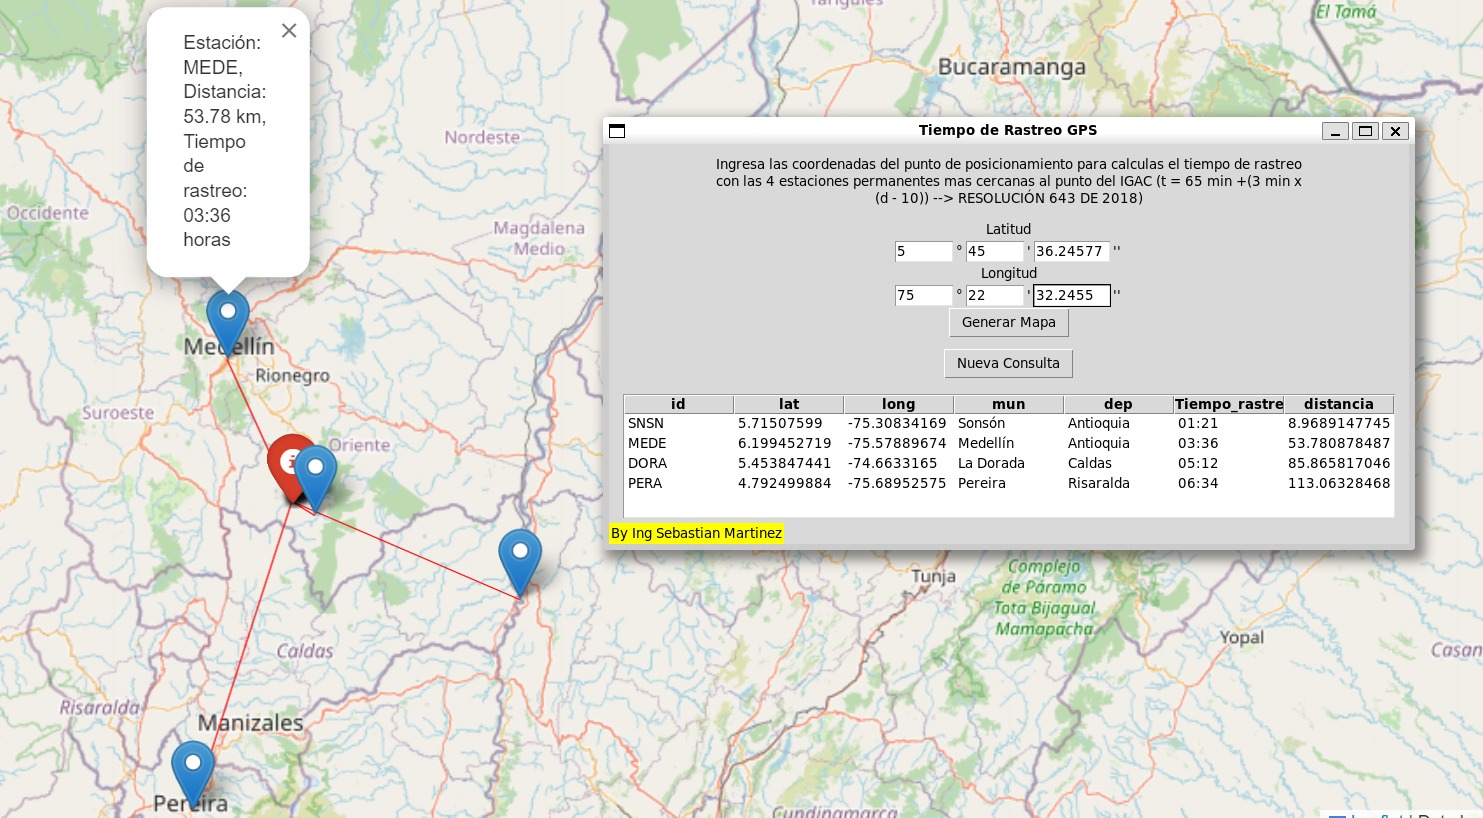 Tarigués
El Tamá
Estación:
MEDE,
Distancia:
53.78 km,
Tiempo
de
rastreo:
03:36
horas
Bucaramanga
Nordeste
Occidente
Magdalena
Medio
Medellín
Rionegro
Suroeste
Oriente
Caldas
Risaralda
Manizales
Pereira
Tiempo de Rastreo GPS
Ingresa las coordenadas del punto de posicionamiento para calculas el tiempo de rastreo
con las 4 estaciones permanentes mas cercanas al punto del IGAC (t = 65 min +(3 min x
(d - 10)) --> RESOLUCIÓN 643 DE 2018)
Latitud
5 ° 45 ' 36.24577 ''
Longitud
75 ° 22 ' 32.2455 ''
Generar Mapa
Nueva Consulta
id lat long mun dep Tiempo_rastre distancia
SNSN 5.71507599 -75.30834169 Sonsón Antioquia 01:21 8.9689147745
MEDE 6.199452719 -75.57889674 Medellín Antioquia 03:36 53.780878487
DORA 5.453847441 -74.6633165 La Dorada Caldas 05:12 85.865817046
PERA 4.792499884 -75.68952575 Pereira Risaralda 06:34 113.06328468
By Ing Sebastian Martinez
Tunja
Complejo
de Páramo
Tota Bijagual
Mamapacha
Yopal
Casan
Cundinamarca